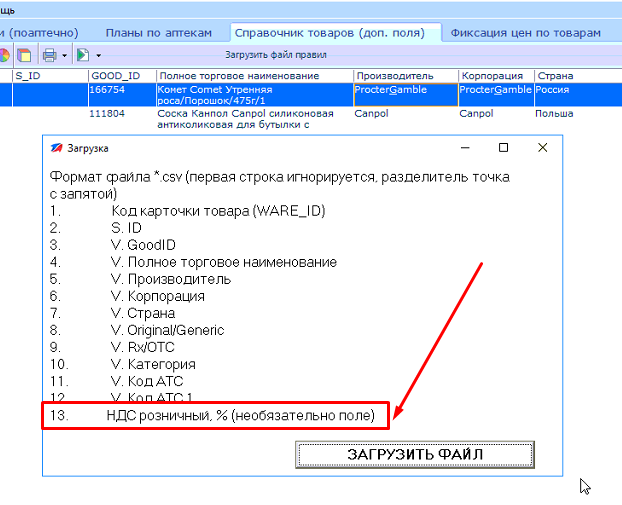 щь
и (поаптечно) Планы по аптекам Справочник товаров (доп. поля) Фиксация цен по товарам
Загрузить файл правил
S_ID GOOD_ID Полное торговое наименование Производитель Корпорация Страна
166754 Комет Comet Утренняя роса/Порошок/475г/1 ProcterGamble ProcterGamble Россия
111804 Соска Канпол Canpol силиконовая антиколиковая для бутылки с Canpol Canpol Польша
Загрузка
Формат файла *.csv (первая строка игнорируется, разделитель точка
с запятой)
1. Код карточки товара (WARE_ID)
2. S. ID
3. V. GoodID
4. V. Полное торговое наименование
5. V. Производитель
6. V. Корпорация
7. V. Страна
8. V. Original/Generic
9. V. Rx/OTC
10. V. Категория
11. V. Код АТС
12. V. Код АТС 1
13. НДС розничный, % (необязательно поле)
ЗАГРУЗИТЬ ФАЙЛ